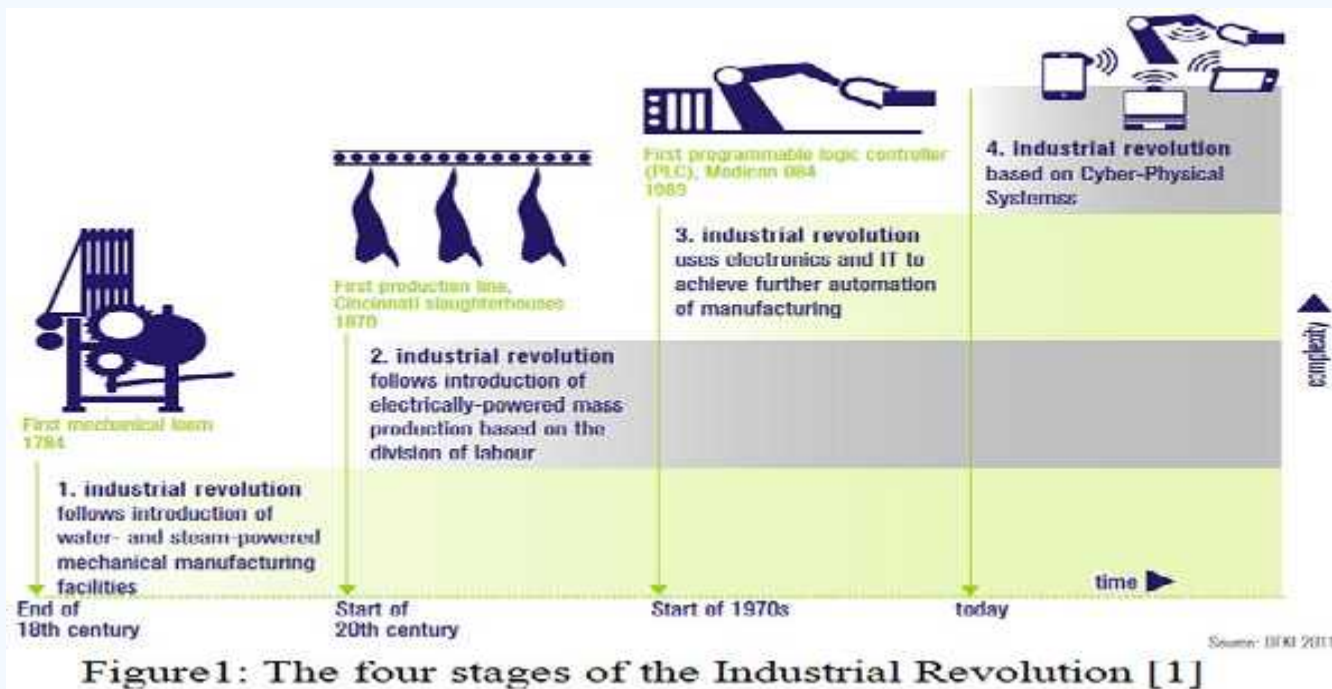 First mechanical loom
1784
1. industrial revolution
follows introduction of
water- and steam-powered
mechanical manufacturing
facilities
End of
18th century
First production line,
Cincinnati slaughterhouses
1870
2. industrial revolution
follows introduction of
electrically-powered mass
production based on the
division of labour
Start of
20th century
First programmable logic controller
(PLC), Modicon 084
3. industrial revolution
uses electronics and IT to
achieve further automation
of manufacturing
Start of 1970s
4. industrial revolution
based on Cyber-Physical
Systemss
today
time
complexity
Source: DFKI 2011
Figure1: The four stages of the Industrial Revolution [1]